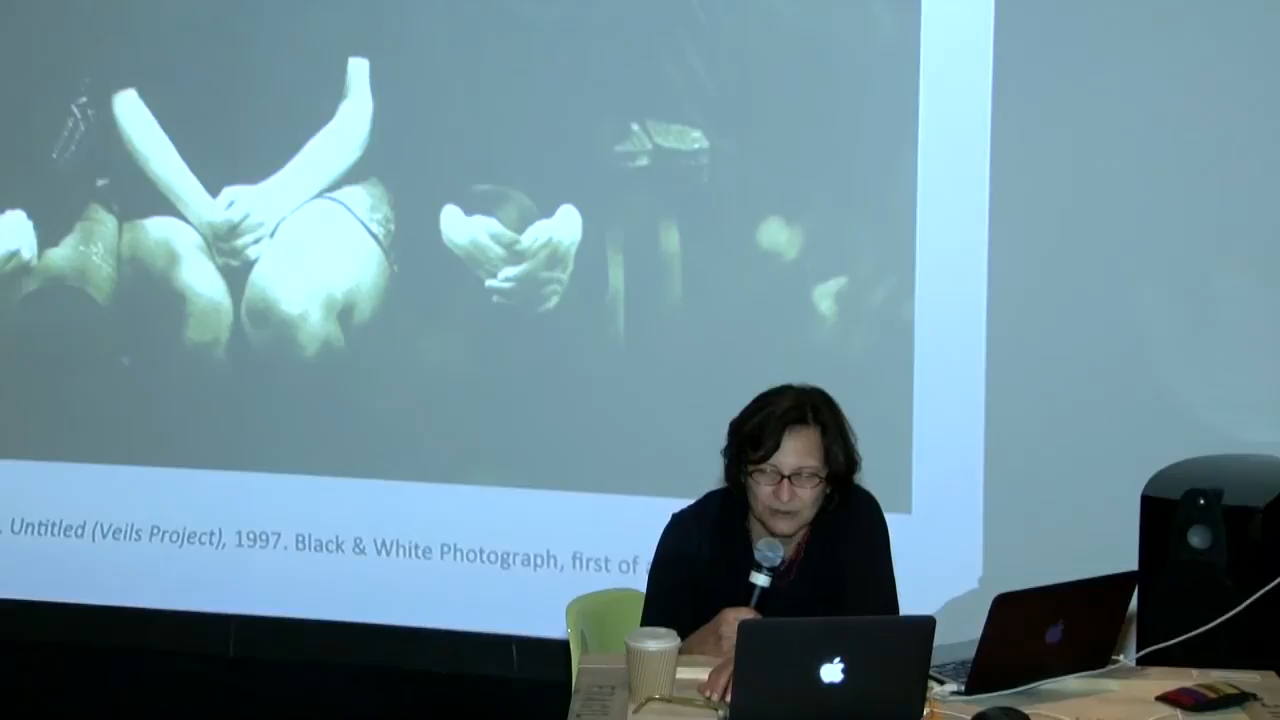 . Untitled (Veils Project), 1997. Black & White Photograph, first of